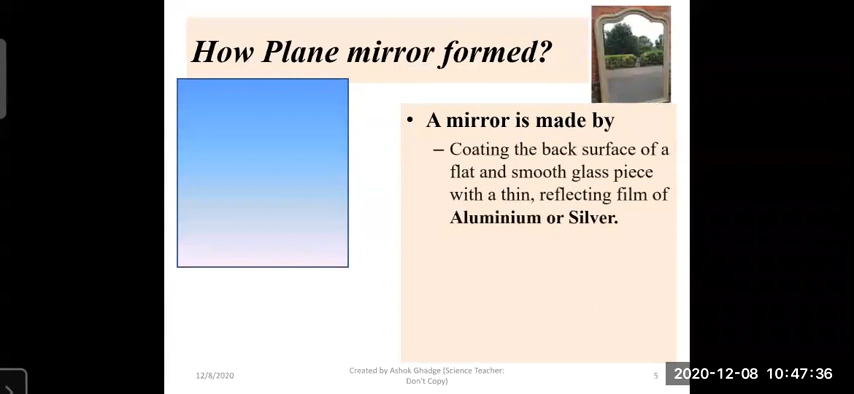 How Plane mirror formed?
• A mirror is made by
– Coating the back surface of a
flat and smooth glass piece
with a thin, reflecting film of
Aluminium or Silver.
12/8/2020
Created by Ashok Ghadge (Science Teacher:
Don't Copy)
5
2020-12-08 10:47:36